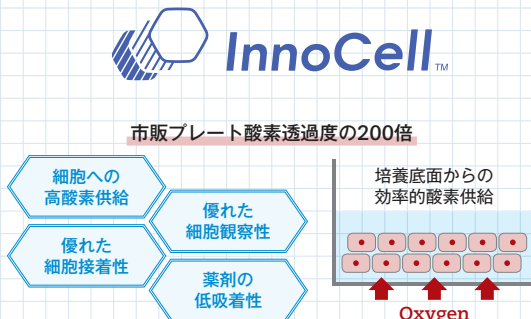 InnoCell™
市販プレート酸素透過度の200倍
細胞への
高酸素供給
優れた
細胞観察性
優れた
細胞接着性
薬剤の
低吸着性
培養底面からの
効率的酸素供給
Oxygen